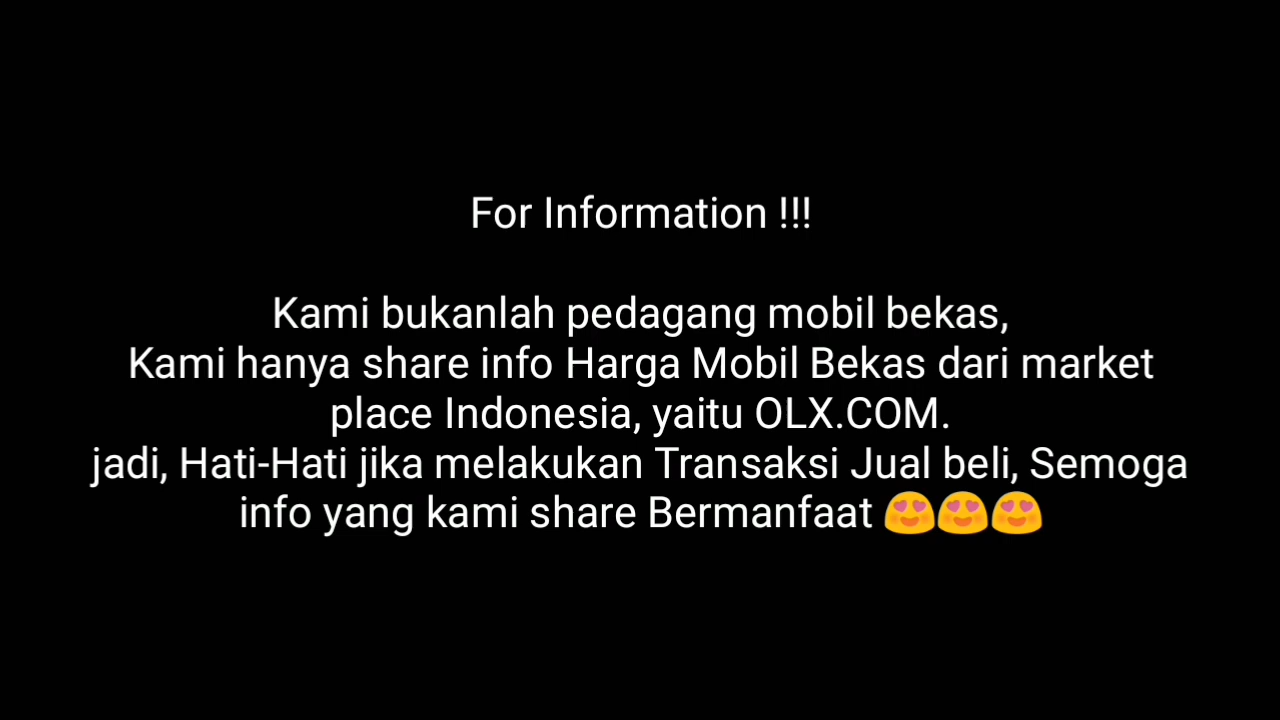 For Information !!!
Kami bukanlah pedagang mobil bekas,
Kami hanya share info Harga Mobil Bekas dari market
place Indonesia, yaitu OLX.COM.
jadi, Hati-Hati jika melakukan Transaksi Jual beli, Semoga
info yang kami share Bermanfaat 😍😍😍